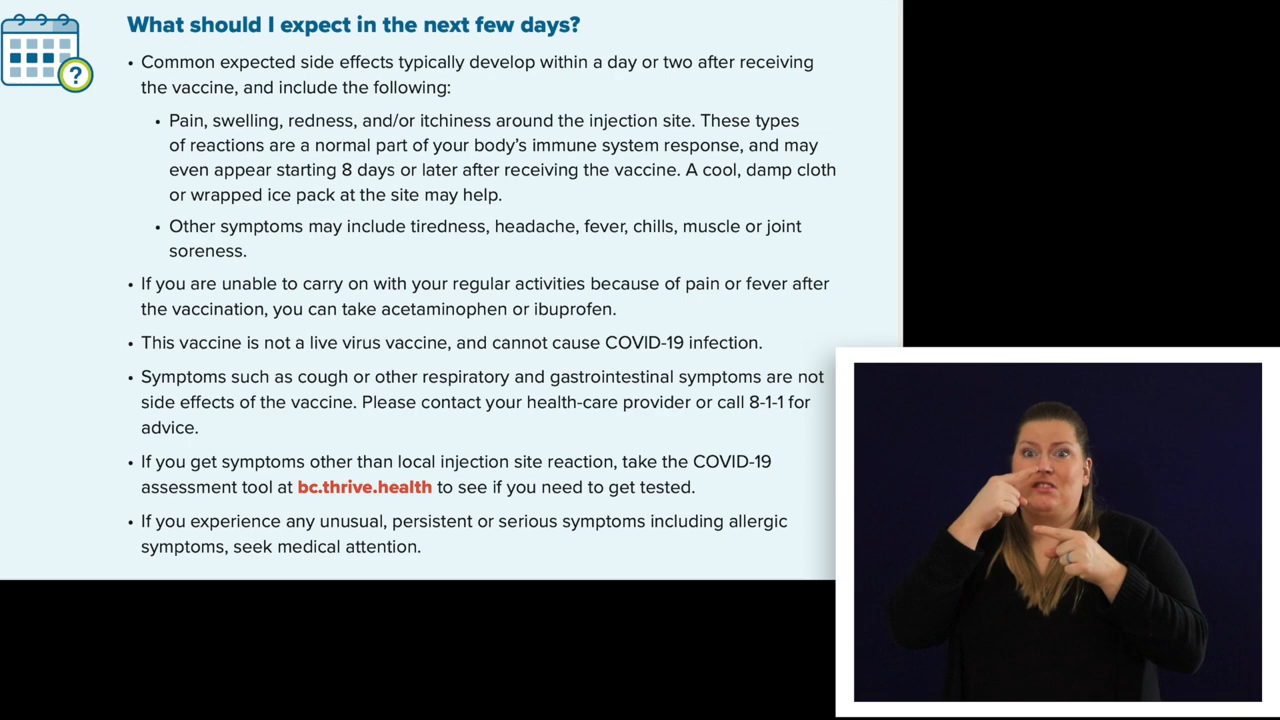 What should I expect in the next few days?
• Common expected side effects typically develop within a day or two after receiving
the vaccine, and include the following:
• Pain, swelling, redness, and/or itchiness around the injection site. These types
of reactions are a normal part of your body's immune system response, and may
even appear starting 8 days or later after receiving the vaccine. A cool, damp cloth
or wrapped ice pack at the site may help.
• Other symptoms may include tiredness, headache, fever, chills, muscle or joint
soreness.
• If you are unable to carry on with your regular activities because of pain or fever after
the vaccination, you can take acetaminophen or ibuprofen.
• This vaccine is not a live virus vaccine, and cannot cause COVID-19 infection.
• Symptoms such as cough or other respiratory and gastrointestinal symptoms are not
side effects of the vaccine. Please contact your health-care provider or call 8-1-1 for
advice.
• If you get symptoms other than local injection site reaction, take the COVID-19
assessment tool at bc.thrive.health to see if you need to get tested.
• If you experience any unusual, persistent or serious symptoms including allergic
symptoms, seek medical attention.
?